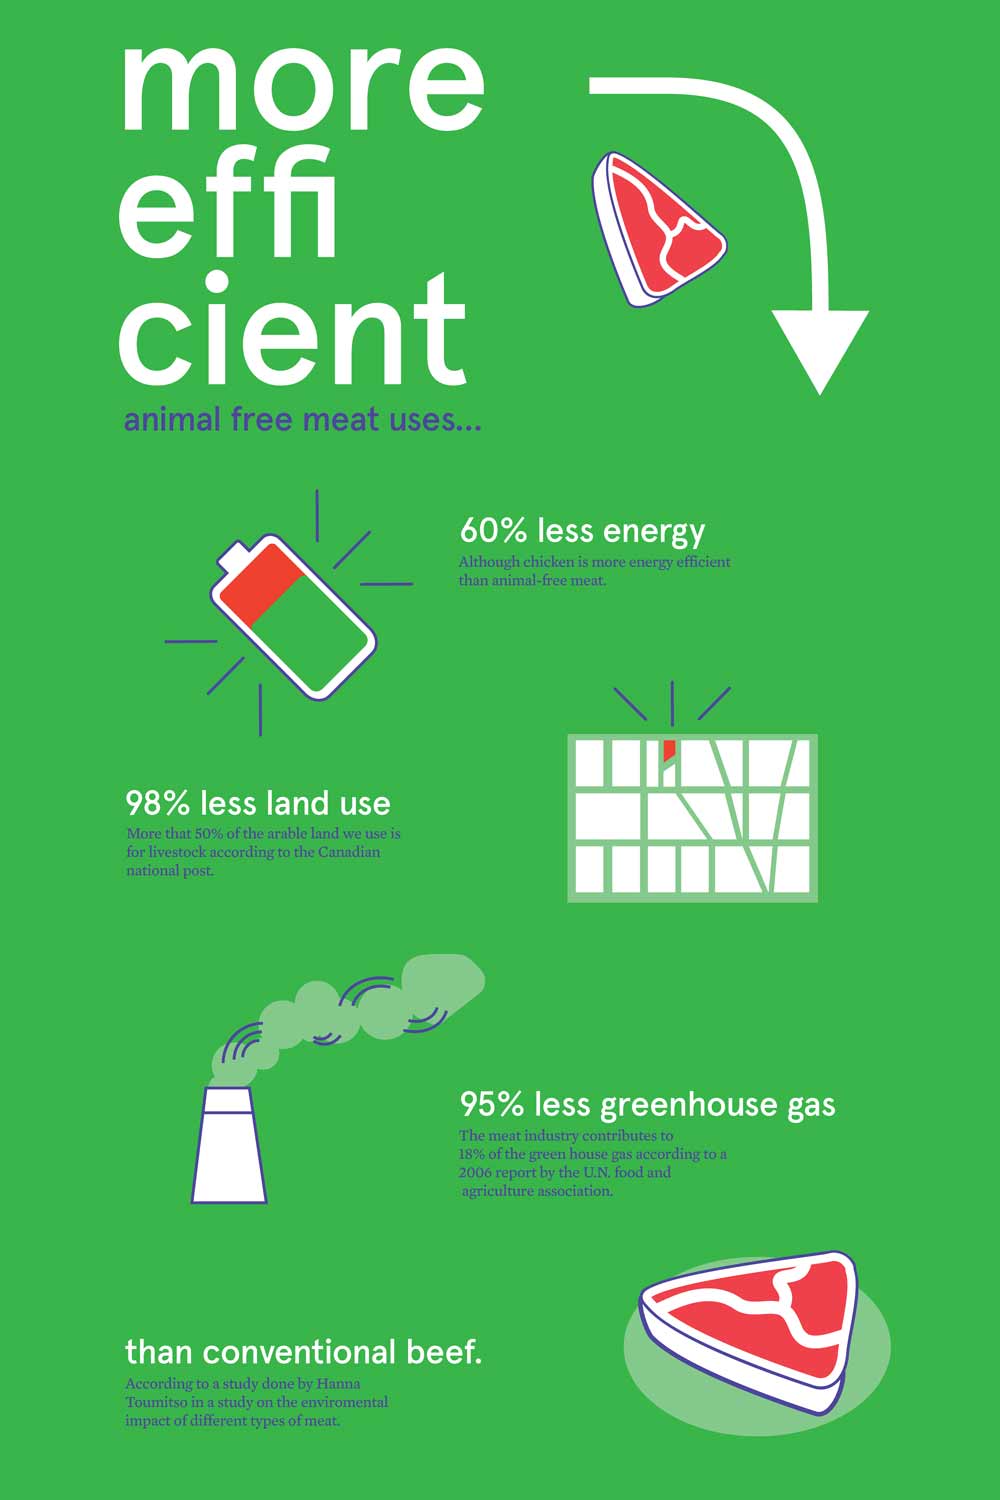 more
effi
cient
animal free meat uses...
60% less energy
Although chicken is more energy efficient
than animal-free meat.
98% less land use
More that 50% of the arable land we use is
for livestock according to the Canadian
national post.
95% less greenhouse gas
The meat industry contributes to
18% of the green house gas according to a
2006 report by the U.N. food and
agriculture association.
than conventional beef.
According to a study done by Hanna
Toumitso in a study on the enviromental
impact of different types of meat.